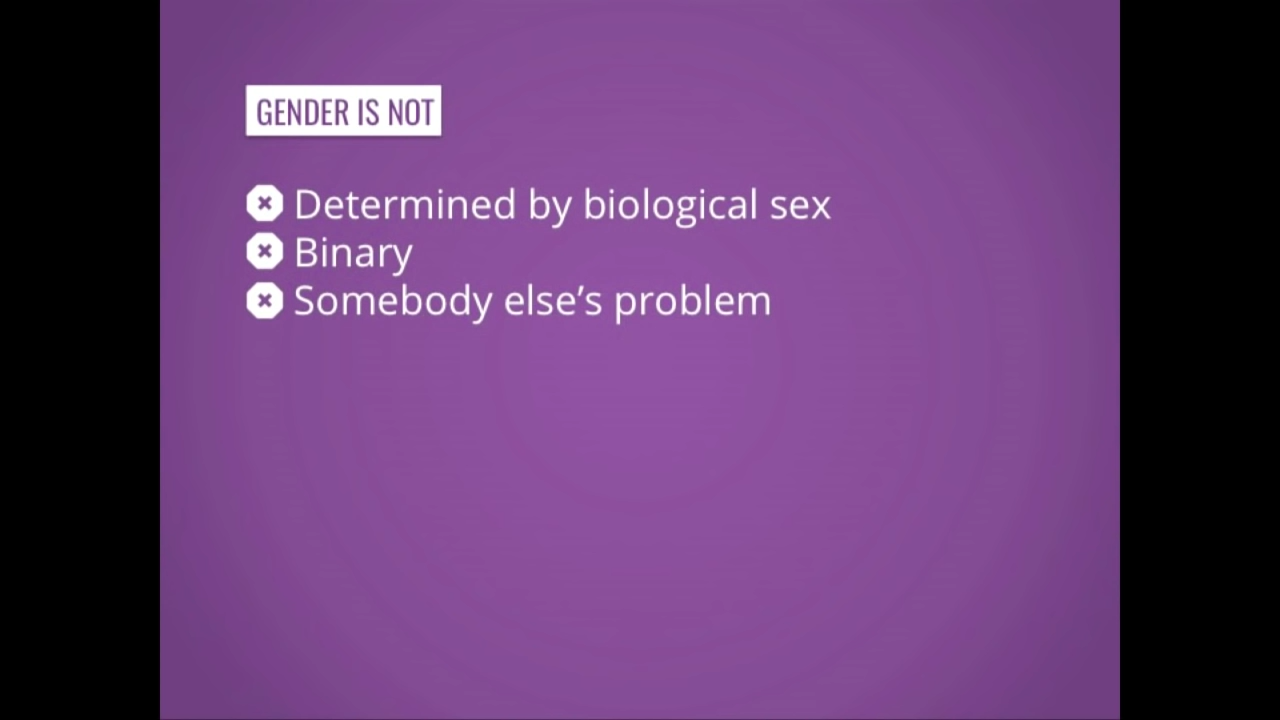 GENDER IS NOT
Determined by biological sex
Binary
Somebody else’s problem